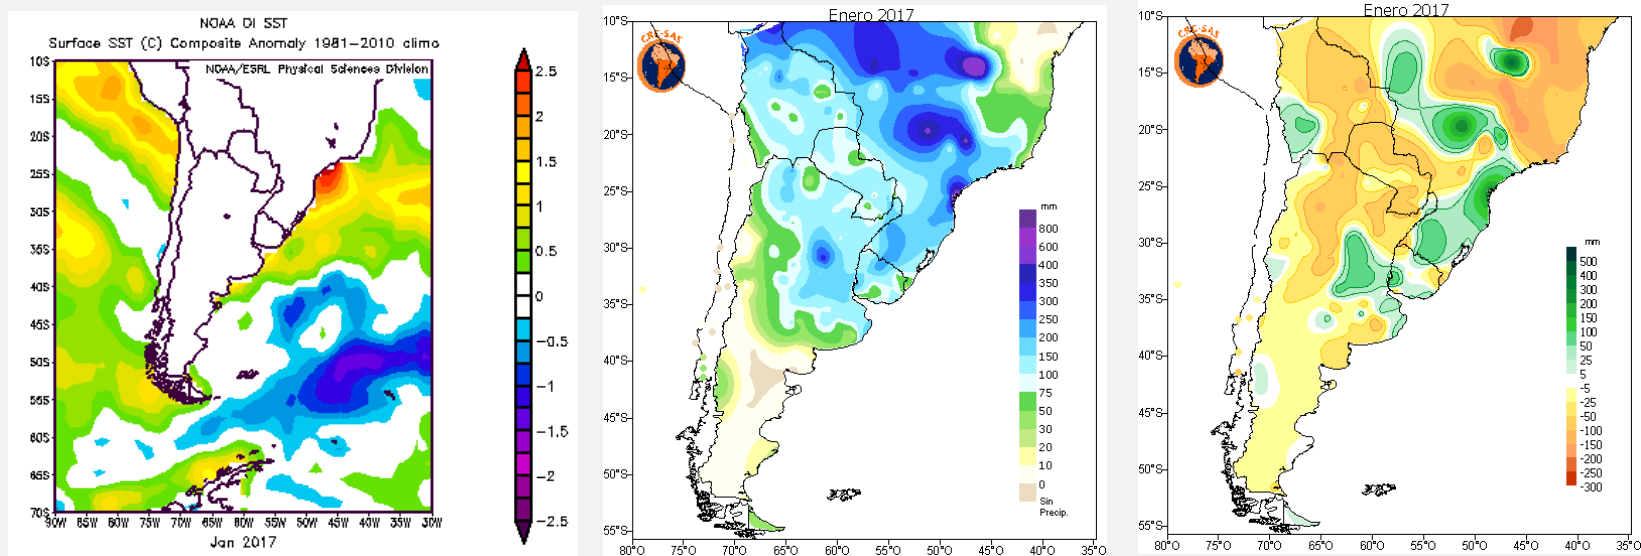 NOAA OI SST
Surface SST (C) Composite Anomaly 1981-2010 climo
NOAA/ESRL Physical Sciences Division
10S
15S
20S
25S
30S
35S
40S
45S
50S
55S
60S
65S
70S
90W 85W 80W 75W 70W 65W 60W 55W 50W 45W 40W 35W 30W
Jan 2017
2.5
2
1.5
1
0.5
0
-0.5
-1
-1.5
-2
-2.5
Enero 2017
CRC-SAS
10°S
15°S
20°S
25°S
30°S
35°S
40°S
45°S
50°S
55°S
80°O 75°O 70°O 65°O 60°O 55°O 50°O 45°O 40°O 35°O
mm
800
600
400
350
300
250
200
150
100
75
50
30
20
10
0
Sin
Precip.
Enero 2017
CRC-SAS
10°S
15°S
20°S
25°S
30°S
35°S
40°S
45°S
50°S
55°S
80°O 75°O 70°O 65°O 60°O 55°O 50°O 45°O 40°O 35°O
mm
500
400
300
200
150
100
50
25
5
-5
-25
-50
-100
-150
-200
-250
-300